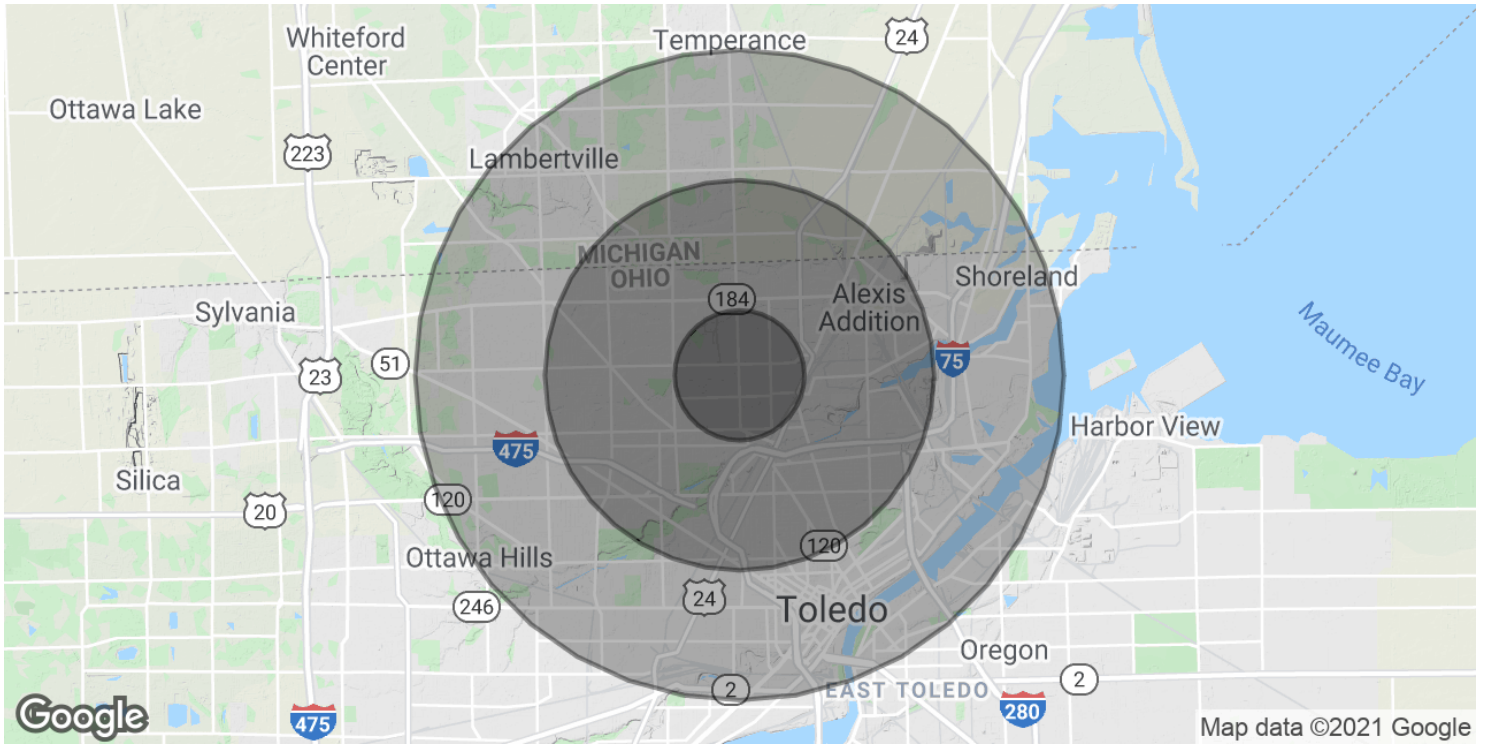 Whiteford
Center
Temperance
24
Ottawa Lake
223
Lambertville
MICHIGAN
OHIO
Shoreland
184
Alexis
Addition
Sylvania
Maumee Bay
23
51
75
Harbor View
475
Silica
120
20
120
Ottawa Hills
24
246
Toledo
Oregon
2
2
EAST TOLEDO
280
475
Google
Map data ©2021 Google